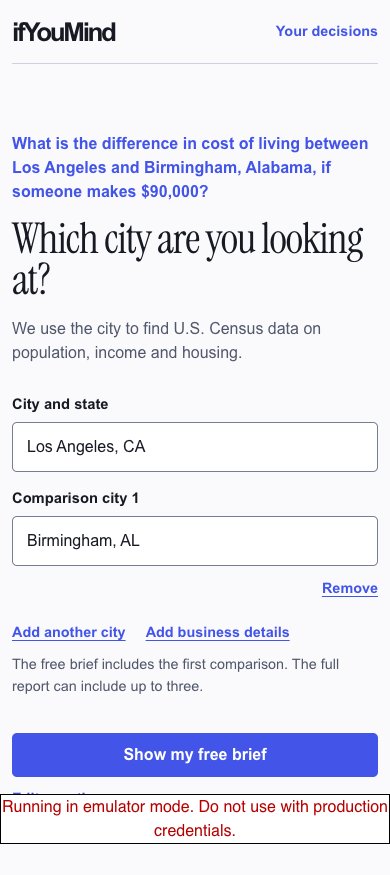 ifYouMind
Your decisions
What is the difference in cost of living between
Los Angeles and Birmingham, Alabama, if
someone makes $90,000?
Which city are you looking
at?
We use the city to find U.S. Census data on
population, income and housing.
City and state
Los Angeles, CA
Comparison city 1
Birmingham, AL
Remove
Add another city
Add business details
The free brief includes the first comparison. The full
report can include up to three.
Show my free brief
Running in emulator mode. Do not use with production
credentials.